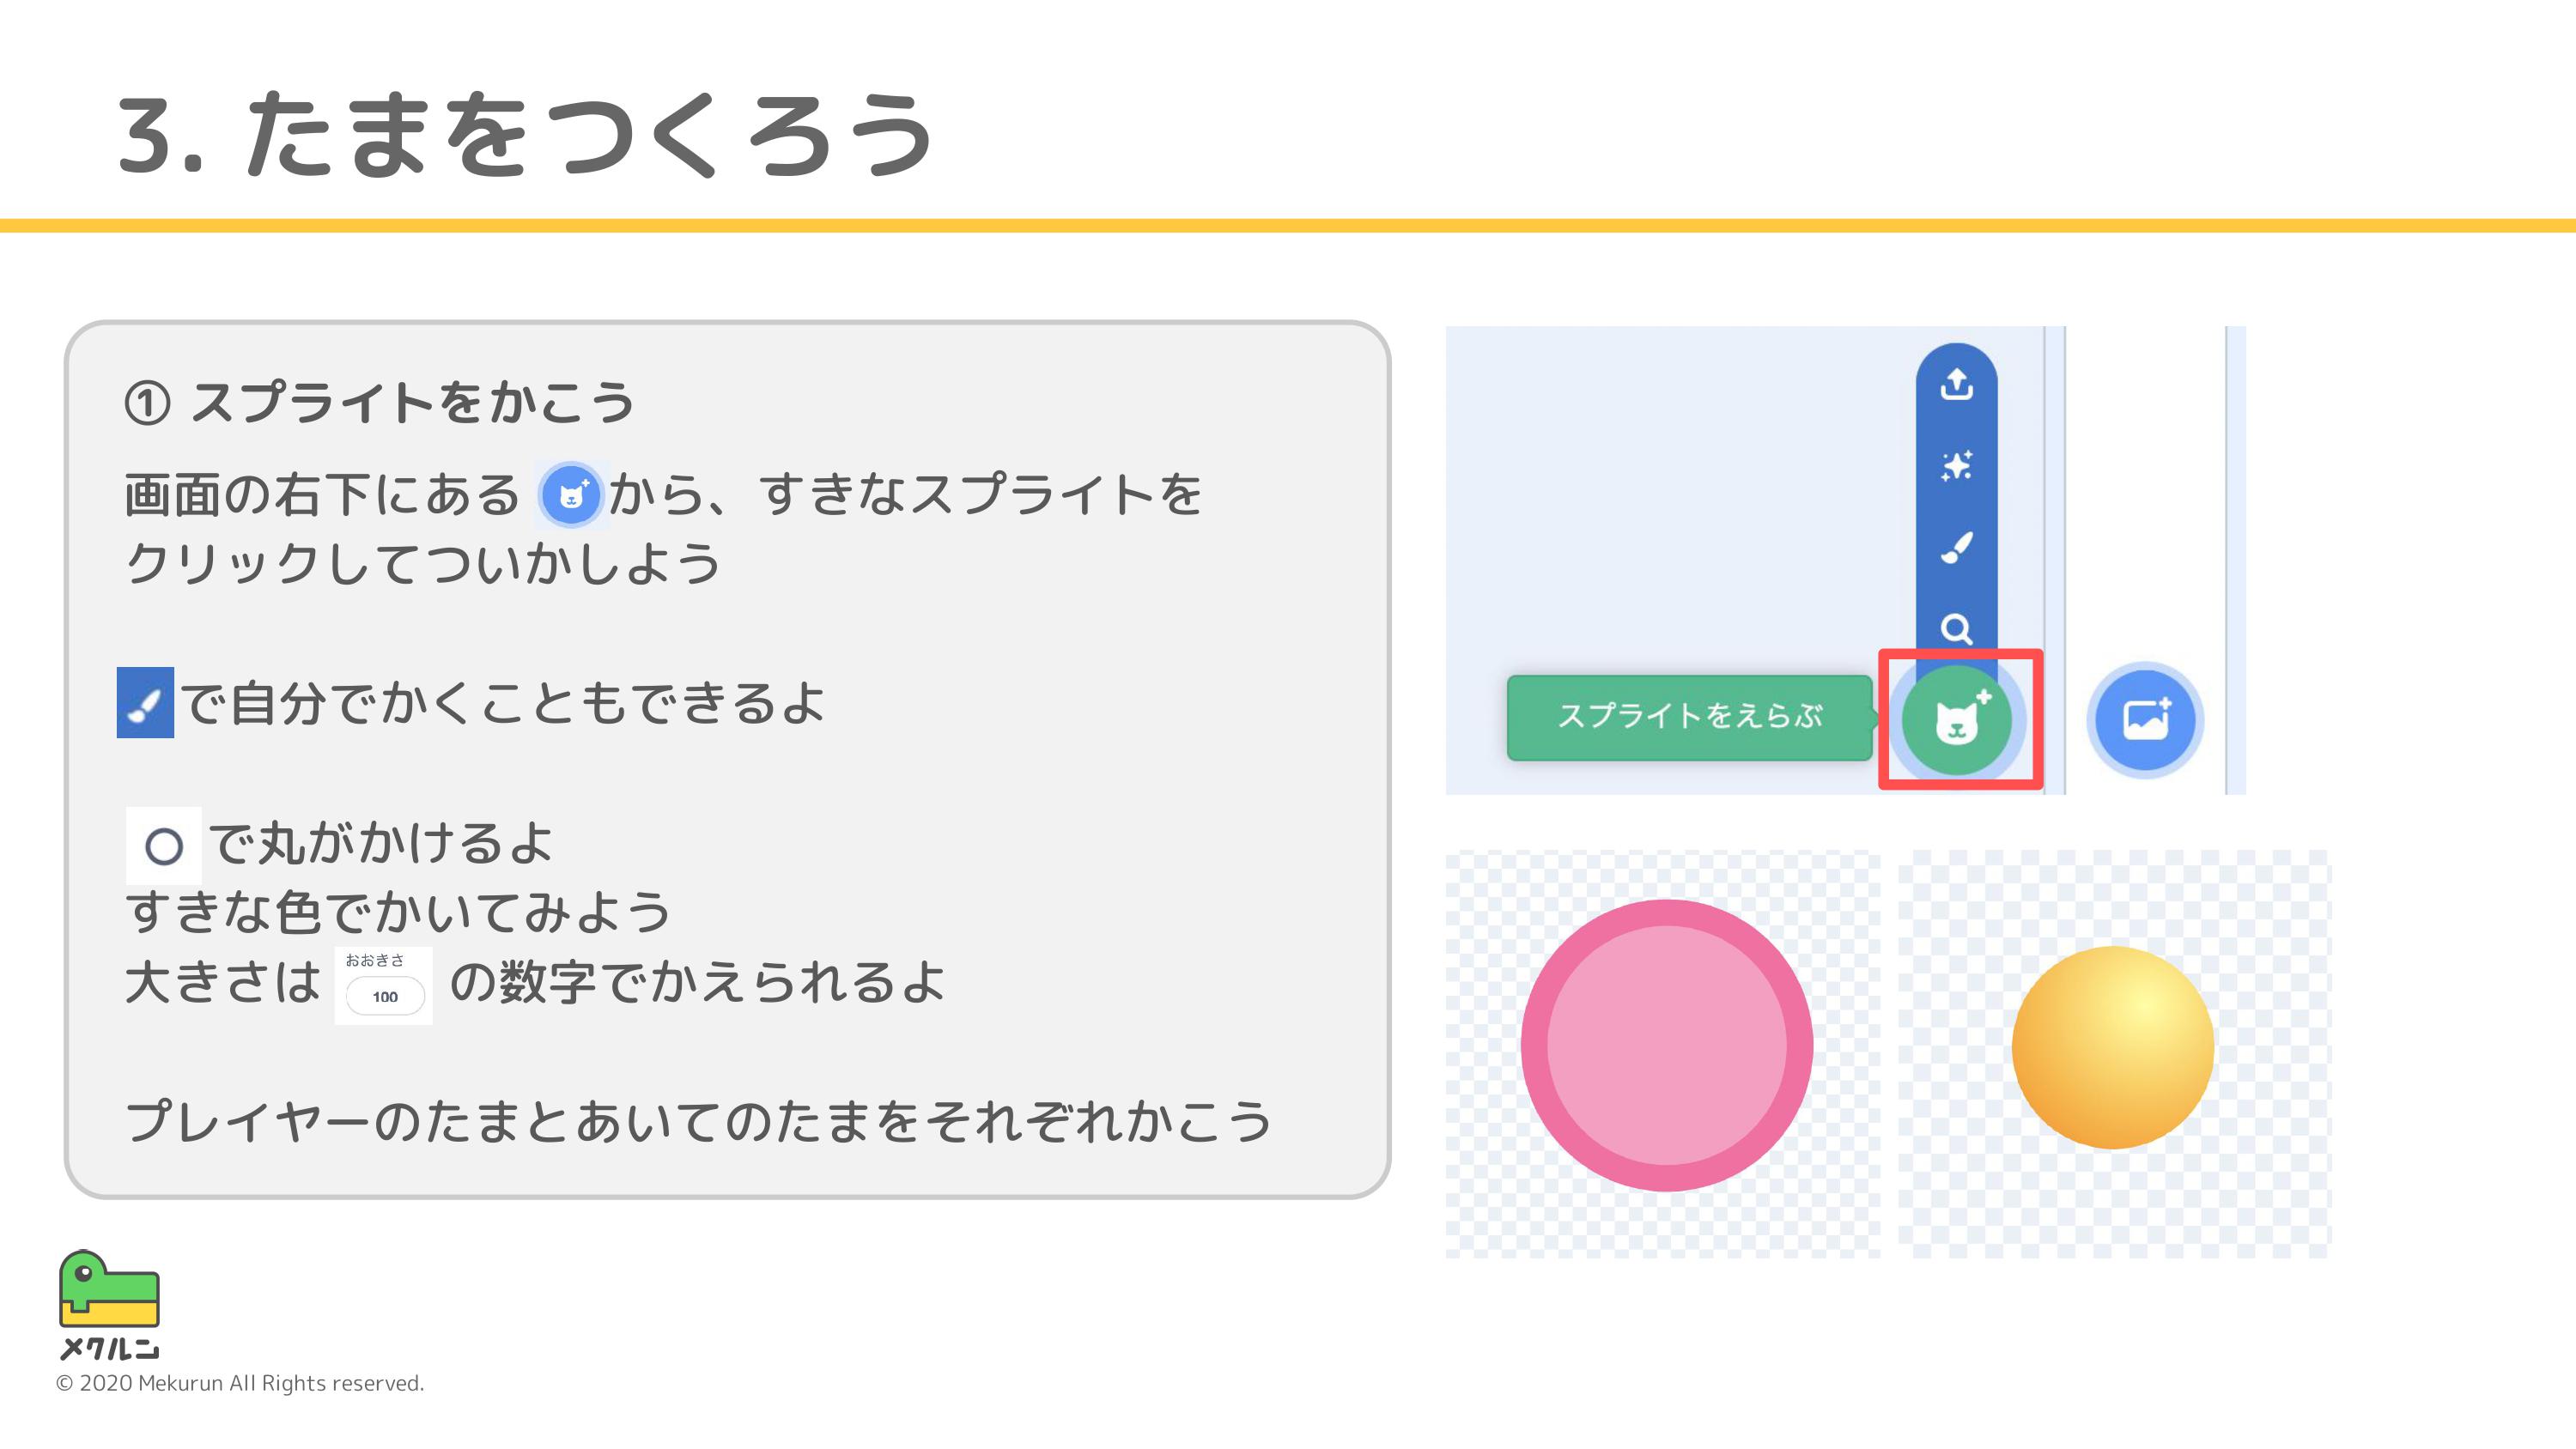 3. たまをつくろう
① スプライトをかこう
画面の右下にある から、すきなスプライトを
クリックしてついかしよう
で自分でかくこともできるよ
で丸がかけるよ
すきな色でかいてみよう
大きさは おおきさ 100 の数字でかえられるよ
プレイヤーのたまとあいてのたまをそれぞれかこう
スプライトをえらぶ
メクルン
© 2020 Mekurun All Rights reserved.